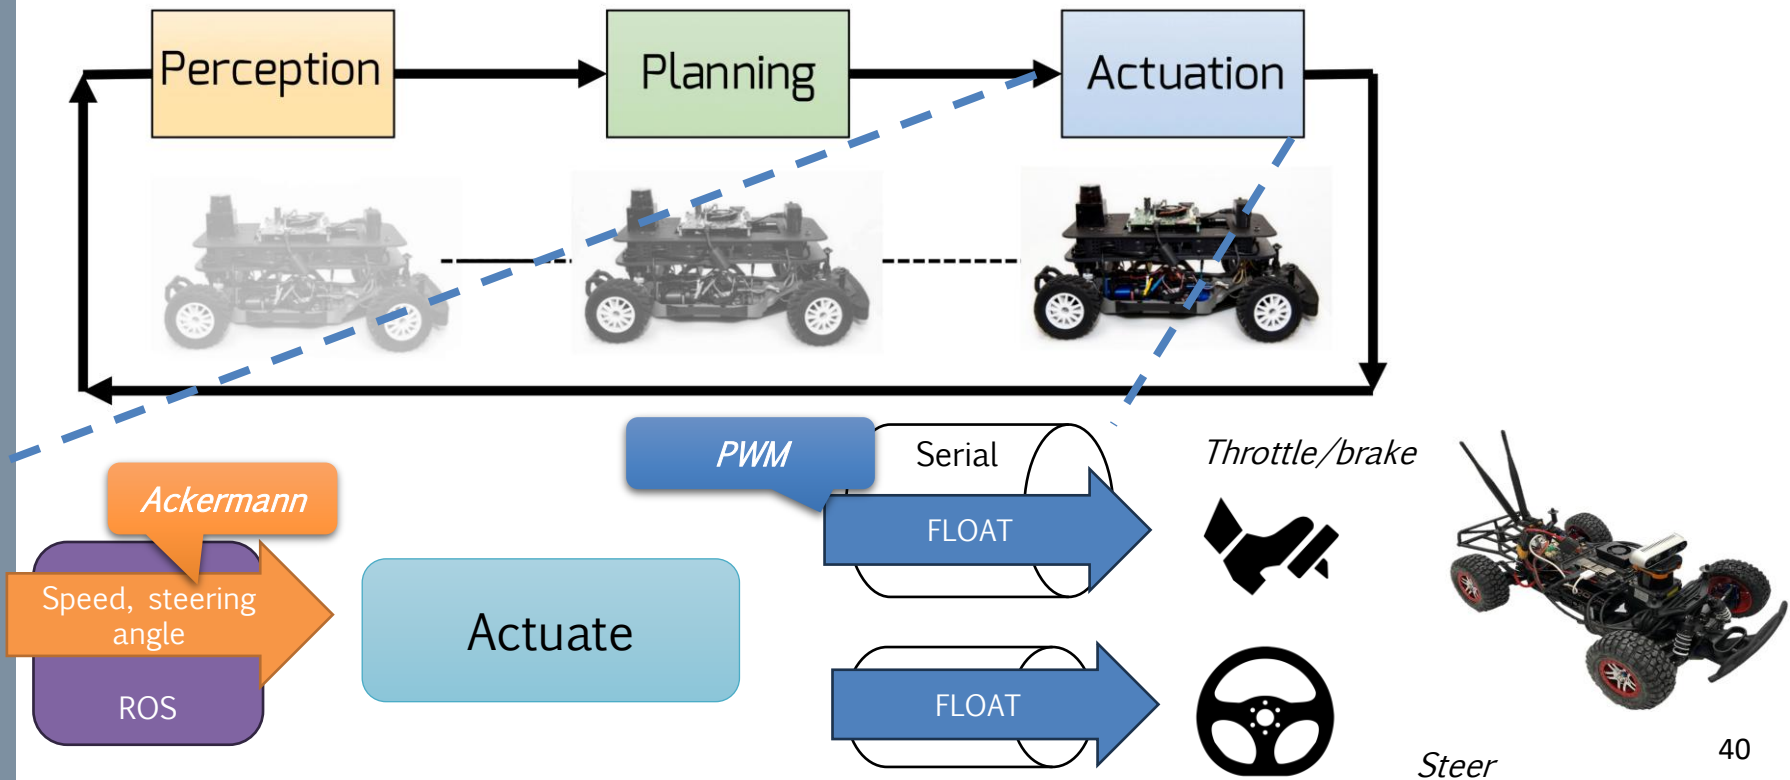 Perception
Planning
Actuation
PWM
Serial
Throttle/brake
Ackermann
FLOAT
Speed, steering
angle
Actuate
ROS
FLOAT
Steer
40